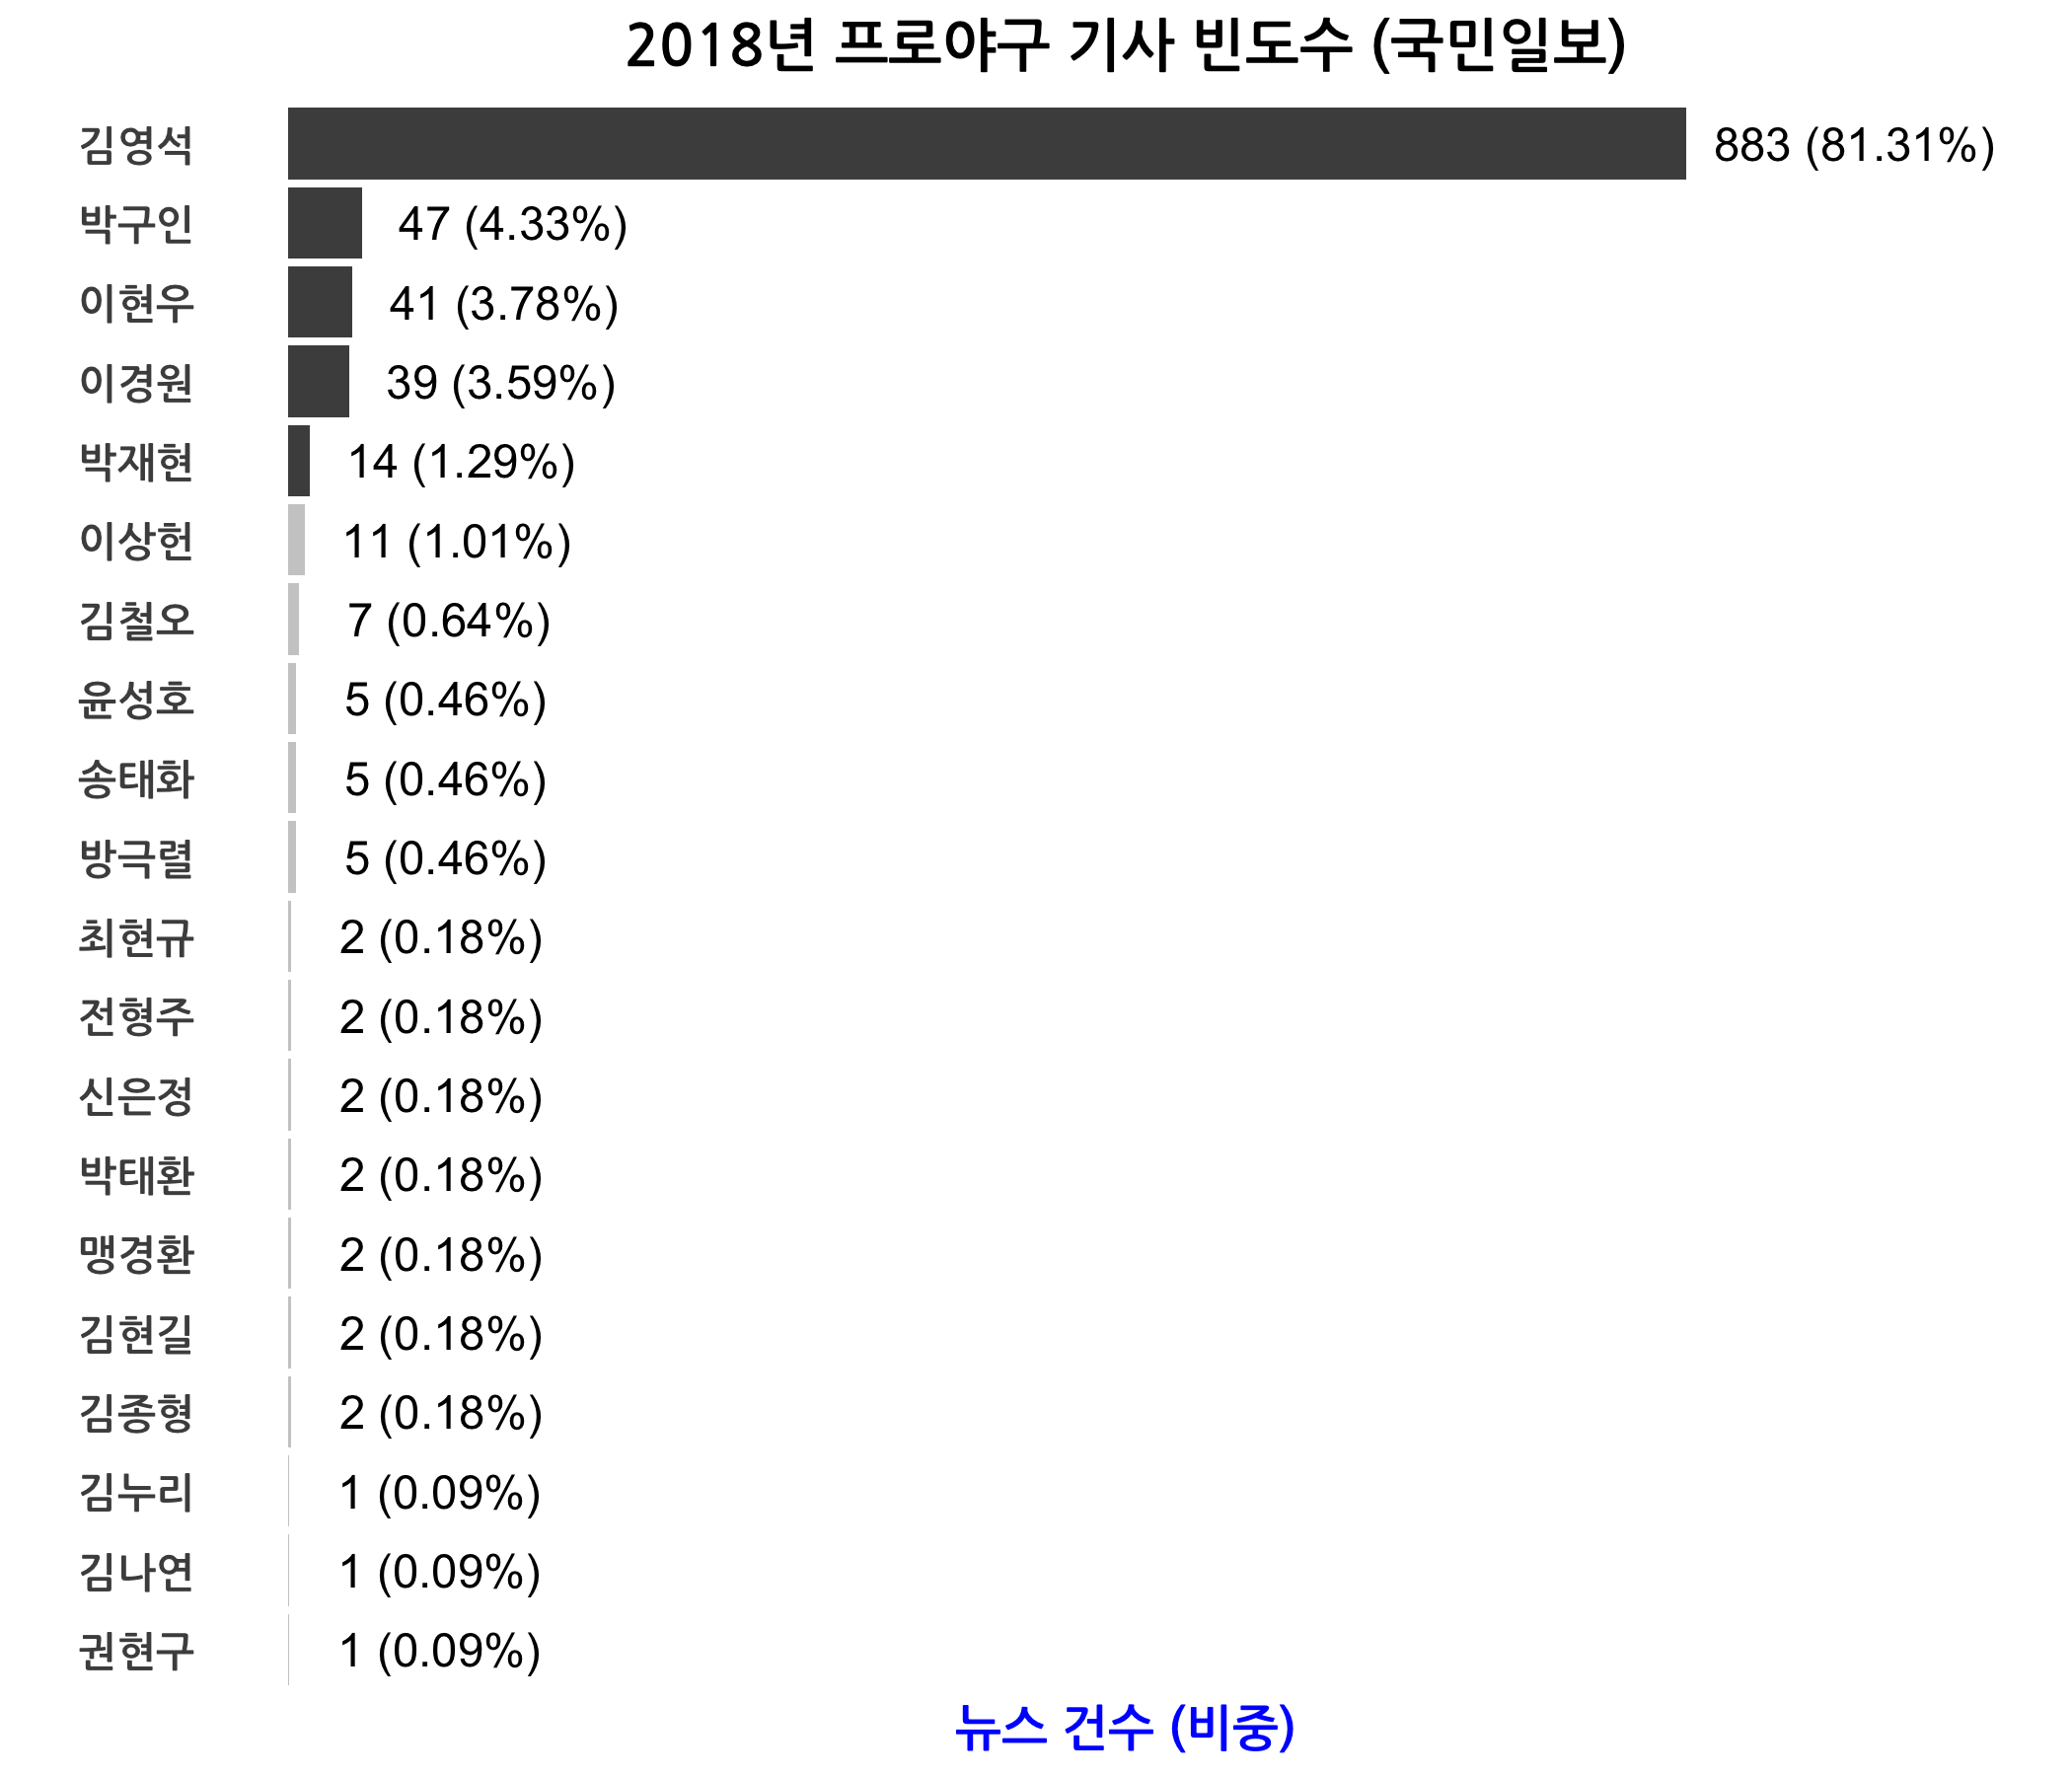 2018년 프로야구 기사 빈도수 (국민일보)
김영석 883 (81.31%)
박구인 47 (4.33%)
이현우 41 (3.78%)
이경원 39 (3.59%)
박재현 14 (1.29%)
이상헌 11 (1.01%)
김철오 7 (0.64%)
윤성호 5 (0.46%)
송태화 5 (0.46%)
방극렬 5 (0.46%)
최현규 2 (0.18%)
전형주 2 (0.18%)
신은정 2 (0.18%)
박태환 2 (0.18%)
맹경환 2 (0.18%)
김현길 2 (0.18%)
김종형 2 (0.18%)
김누리 1 (0.09%)
김나연 1 (0.09%)
권현구 1 (0.09%)
뉴스 건수 (비중)